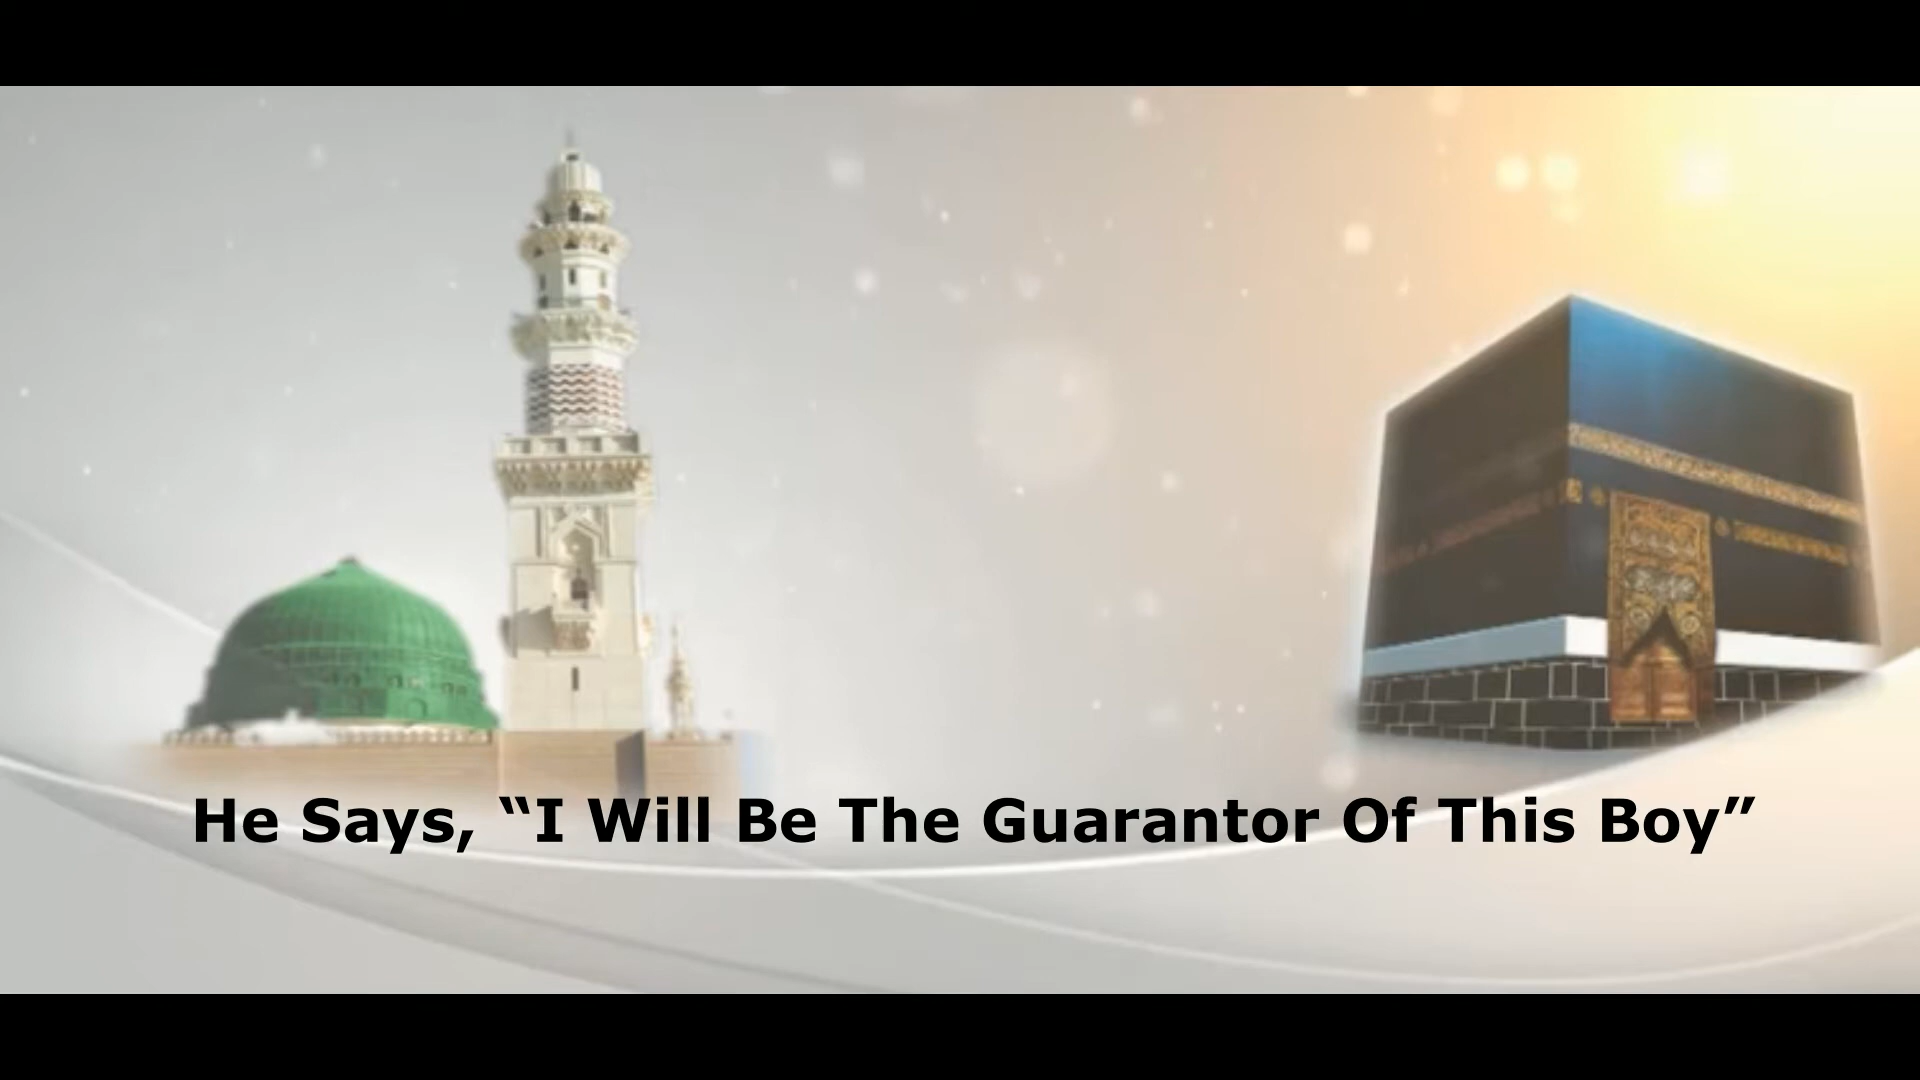 He Says, “I Will Be The Guarantor Of This Boy”